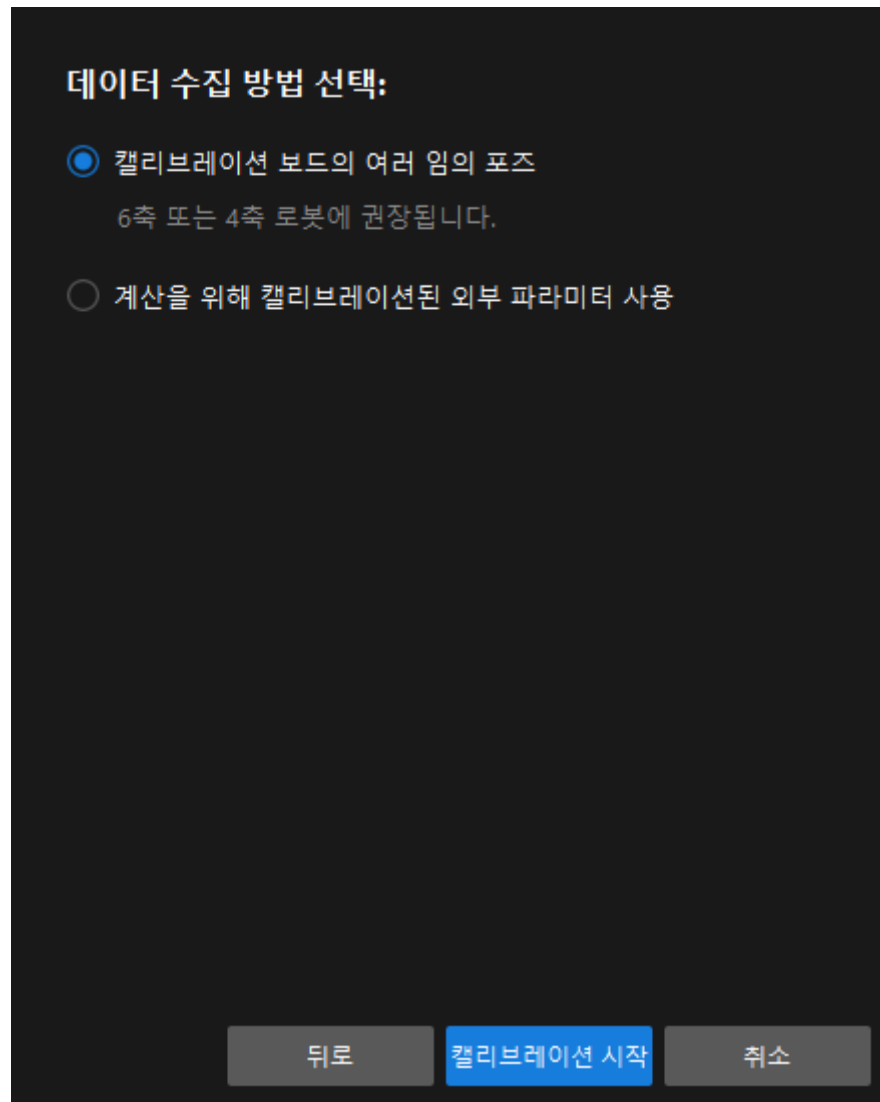 데이터 수집 방법 선택:
캘리브레이션 보드의 여러 임의 포즈
6축 또는 4축 로봇에 권장됩니다.
계산을 위해 캘리브레이션된 외부 파라미터 사용
뒤로
캘리브레이션 시작
취소